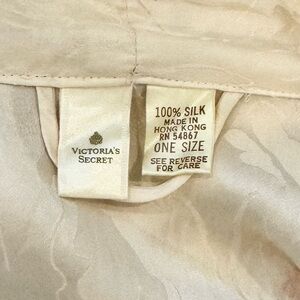 VICTORIA'S
SECRET
100% SILK
MADE IN
HONG KONG
RN 54867
ONE SIZE
SEE REVERSE
FOR CARE